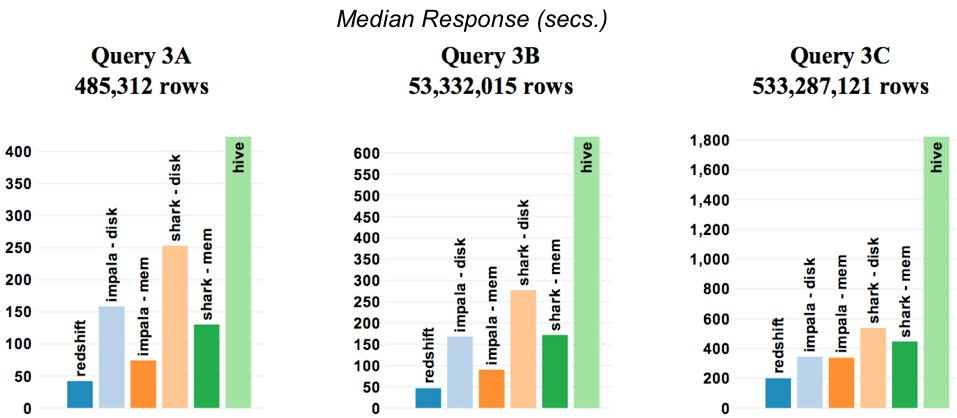 Median Response (secs.)
Query 3A
485,312 rows
400
350
300
250
200
150
100
50
0
redshift
impala - disk
impala - mem
shark - disk
shark - mem
hive
Query 3B
53,332,015 rows
600
550
500
450
400
350
300
250
200
150
100
50
0
redshift
impala - disk
impala - mem
shark - disk
shark - mem
hive
Query 3C
533,287,121 rows
1,800
1,600
1,400
1,200
1,000
800
600
400
200
0
redshift
impala - disk
impala - mem
shark - disk
shark - mem
hive